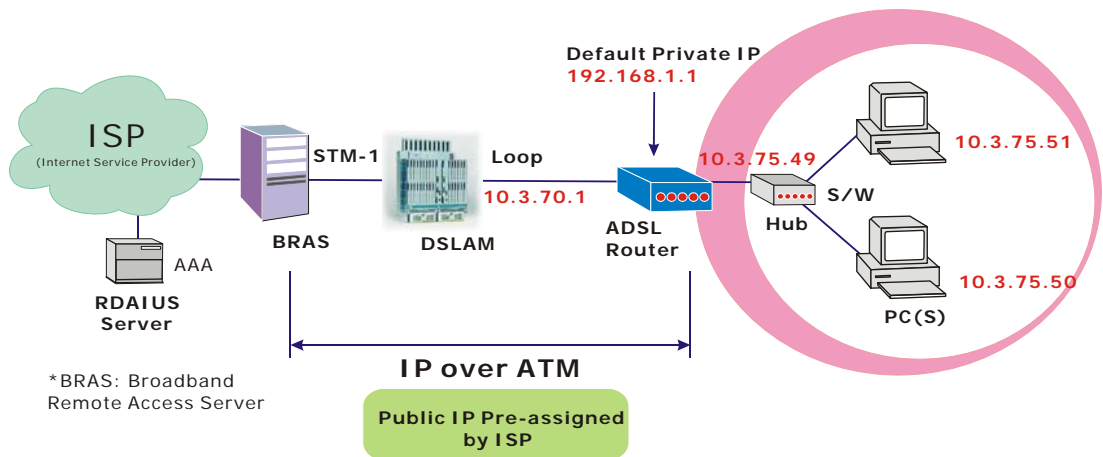 Default Private IP
192.168.1.1
ISP
(Internet Service Provider)
STM-1
Loop
10.3.70.1
10.3.75.49
10.3.75.51
S/W
Hub
BRAS
DSLAM
ADSL
Router
AAA
RDAIUS
Server
10.3.75.50
PC(S)
IP over ATM
*BRAS: Broadband
Remote Access Server
Public IP Pre-assigned
by ISP